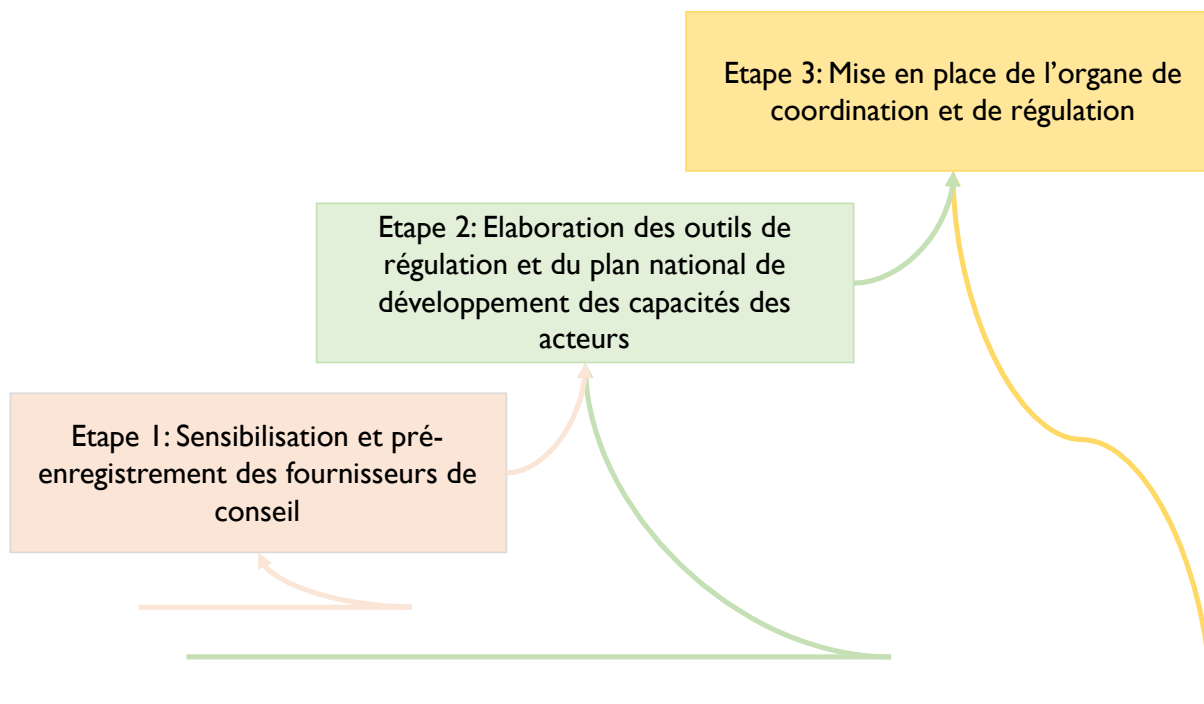 Etape 3: Mise en place de l’organe de
coordination et de régulation
Etape 2: Elaboration des outils de
régulation et du plan national de
développement des capacités des
acteurs
Etape 1: Sensibilisation et pré-
enregistrement des fournisseurs de
conseil